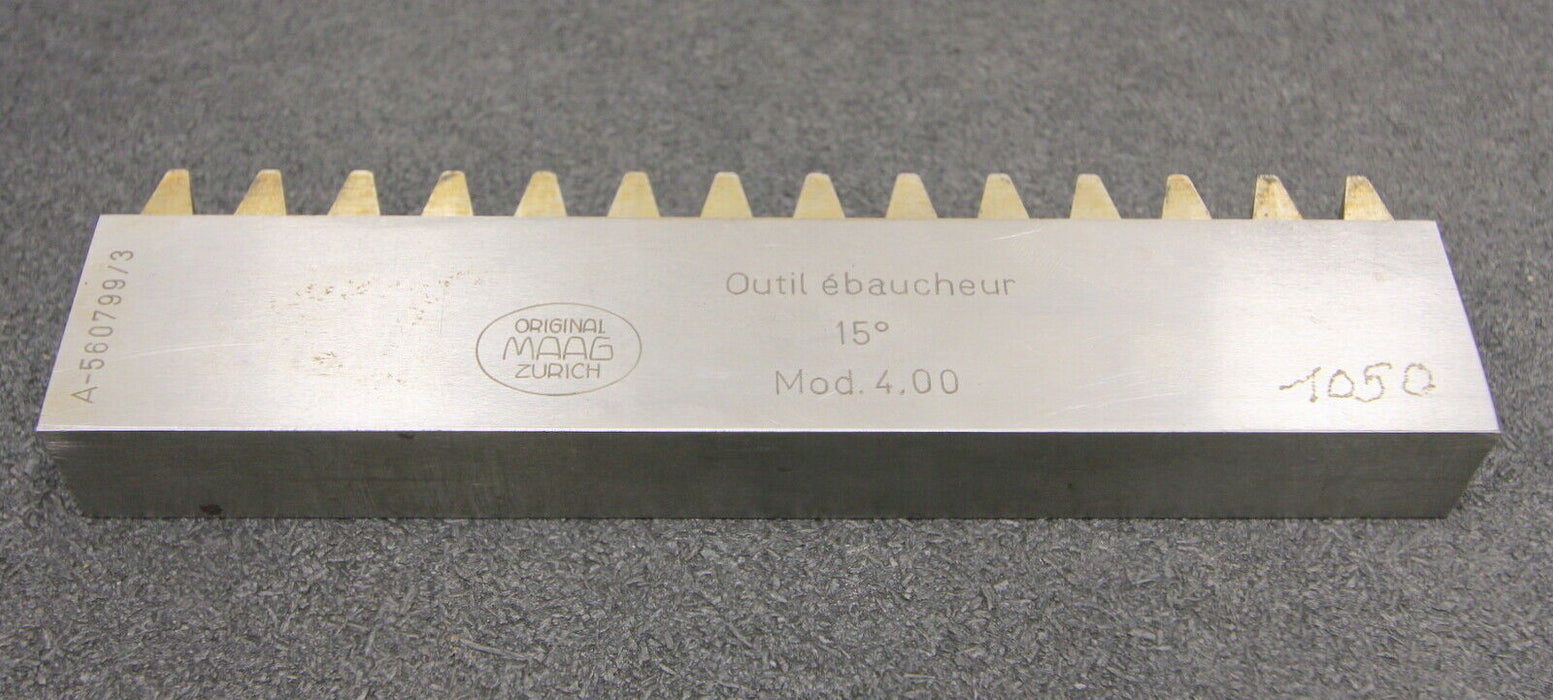 A-560799/3
ORIGINAL
MAAG
ZURICH
Outil ébaucheur
15°
Mod. 4,00
1050